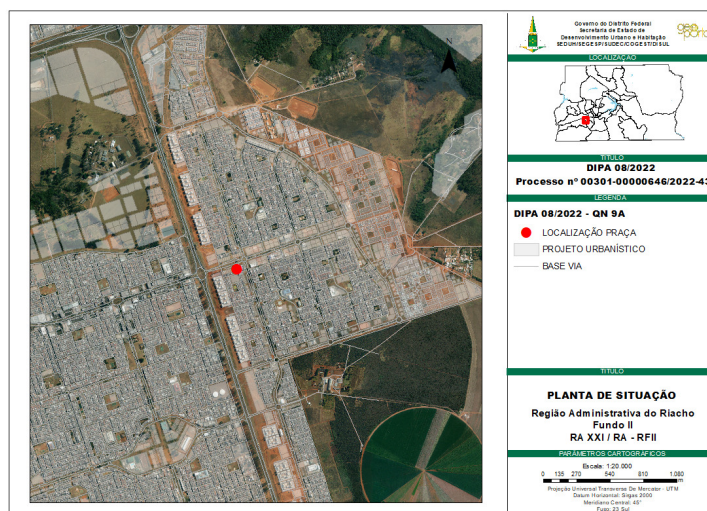 Governo do Distrito Federal
Secretaria de Estado de
Desenvolvimento Urbano e Habitação
SEDUH/SEGESP/SUDEC/COGEST/DISUL
geo
LOCALIZAÇÃO
TITULO
DIPA 08/2022
Processo nº 00301-00000646/2022-43
LEGENDA
DIPA 08/2022 - QN 9A
LOCALIZAÇÃO PRAÇA
PROJETO URBANÍSTICO
BASE VIA
TITULO
PLANTA DE SITUAÇÃO
Região Administrativa do Riacho
Fundo II
RA XXI / RA - RFII
PARÂMETROS CARTOGRÁFICOS
Escala: 1:20.000
0 135 270 540 810 1.080
m
Projeção Universal Transversa De Mercator - UTM
Datum Horizontal: Sirgas 2000
Meridiano Central: 45°
Fuso: 23 Sul